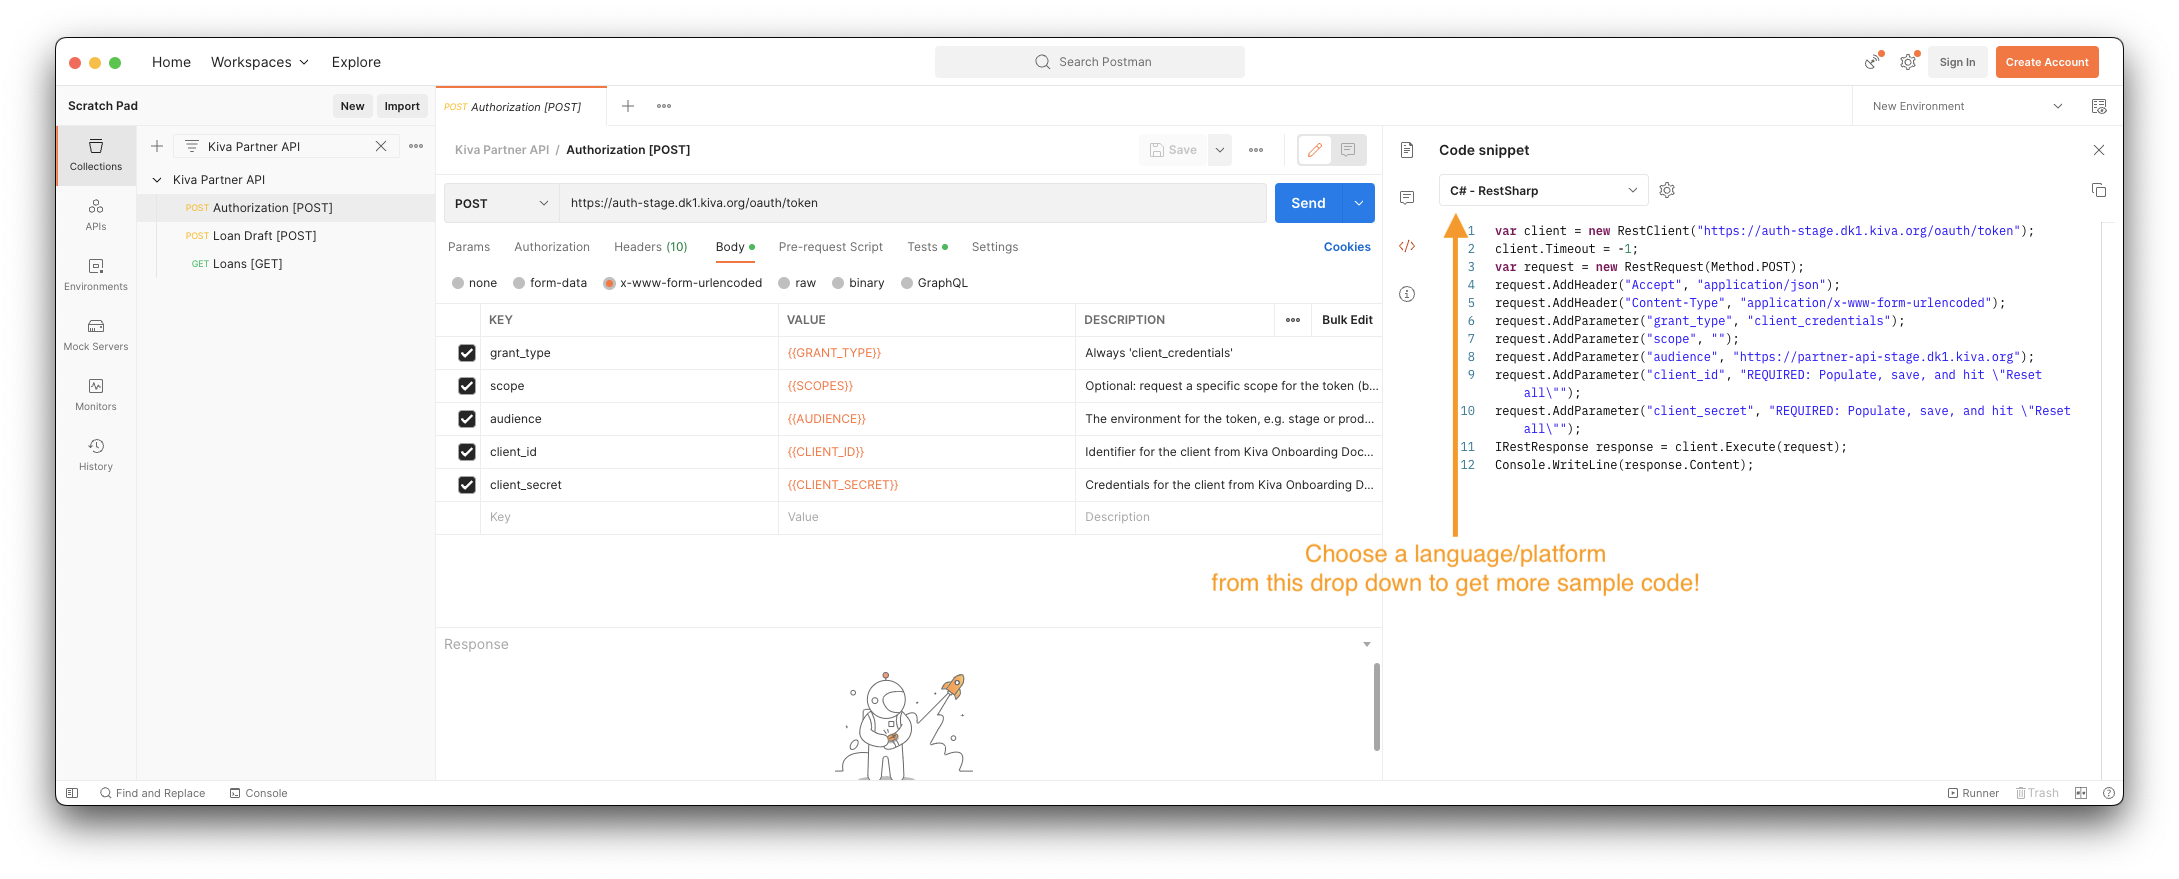 Home Workspaces Explore
Search Postman
Sign In Create Account
Scratch Pad New Import
POST Authorization [POST]
New Environment
Collections
APIs
Environments
Mock Servers
Monitors
History
Kiva Partner API
Kiva Partner API
POST Authorization [POST]
POST Loan Draft [POST]
GET Loans [GET]
Kiva Partner API / Authorization [POST]
Save
POST https://auth-stage.dk1.kiva.org/oauth/token Send
Params Authorization Headers (10) Body Pre-request Script Tests Settings Cookies
none form-data x-www-form-urlencoded raw binary GraphQL
KEY VALUE DESCRIPTION Bulk Edit
grant_type {{GRANT_TYPE}} Always 'client_credentials'
scope {{SCOPES}} Optional: request a specific scope for the token (b...
audience {{AUDIENCE}} The environment for the token, e.g. stage or prod...
client_id {{CLIENT_ID}} Identifier for the client from Kiva Onboarding Doc...
client_secret {{CLIENT_SECRET}} Credentials for the client from Kiva Onboarding D...
Key Value Description
Response
Code snippet
C# - RestSharp
1 var client = new RestClient("https://auth-stage.dk1.kiva.org/oauth/token");
2 client.Timeout = -1;
3 var request = new RestRequest(Method.POST);
4 request.AddHeader("Accept", "application/json");
5 request.AddHeader("Content-Type", "application/x-www-form-urlencoded");
6 request.AddParameter("grant_type", "client_credentials");
7 request.AddParameter("scope", "");
8 request.AddParameter("audience", "https://partner-api-stage.dk1.kiva.org");
9 request.AddParameter("client_id", "REQUIRED: Populate, save, and hit \"Reset
all\"");
10 request.AddParameter("client_secret", "REQUIRED: Populate, save, and hit \"Reset
all\"");
11 IRestResponse response = client.Execute(request);
12 Console.WriteLine(response.Content);
Choose a language/platform
from this drop down to get more sample code!
Find and Replace Console
Runner Trash